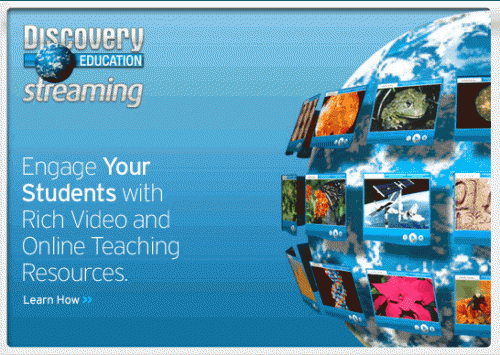 Discovery
EDUCATION
streaming
Engage Your
Students with
Rich Video and
Online Teaching
Resources.
Learn How >>